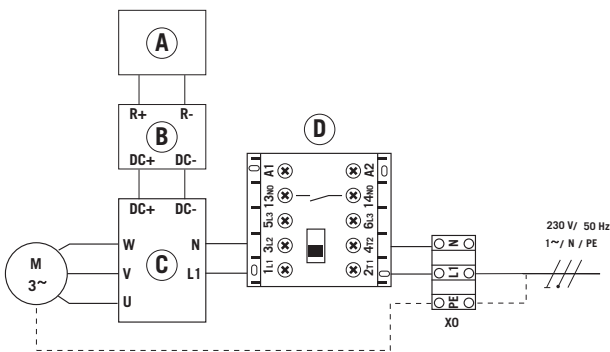 A
R+ R-
B
DC+ DC-
DC+ DC-
C
W
V
U
N
L1
M
3~
D
A1 A2
13NO 14NO
5L3 6L3
3L2 4T2
1L1 2T1
N
L1
PE
X0
230 V/ 50 Hz
1~/ N / PE